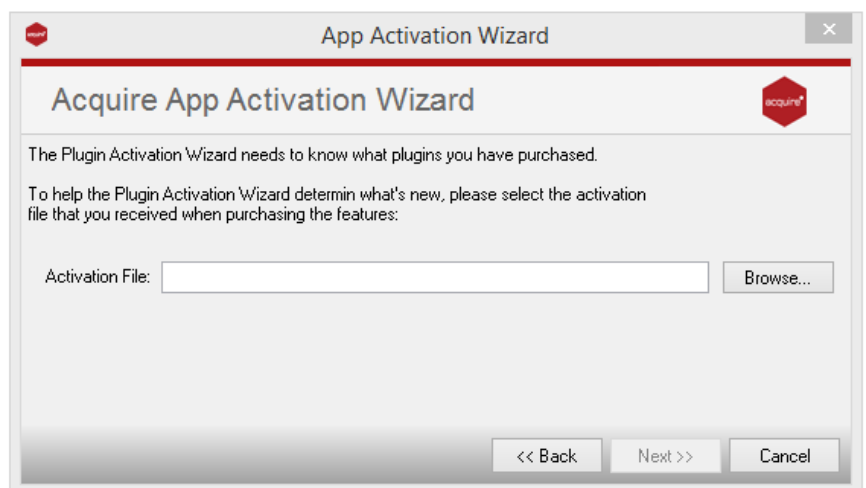 App Activation Wizard
Acquire App Activation Wizard
acquire
The Plugin Activation Wizard needs to know what plugins you have purchased.
To help the Plugin Activation Wizard determin what's new, please select the activation
file that you received when purchasing the features:
Activation File:
Browse...
<< Back
Next >>
Cancel